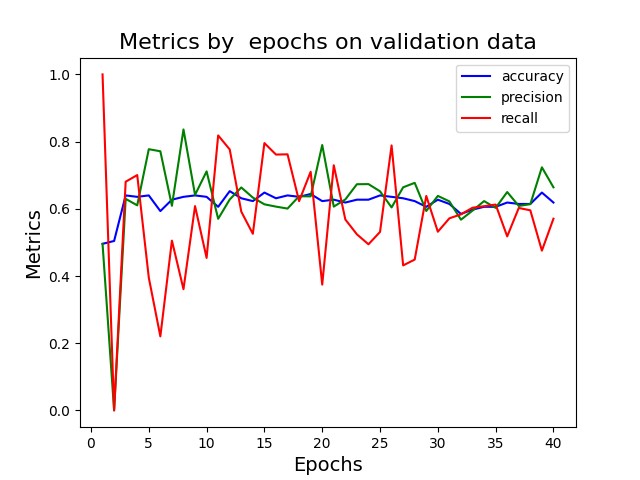 Metrics by  epochs on validation data
accuracy
precision
recall
1.0
0.8
0.6
0.4
0.2
0.0
Metrics
0 5 10 15 20 25 30 35 40
Epochs